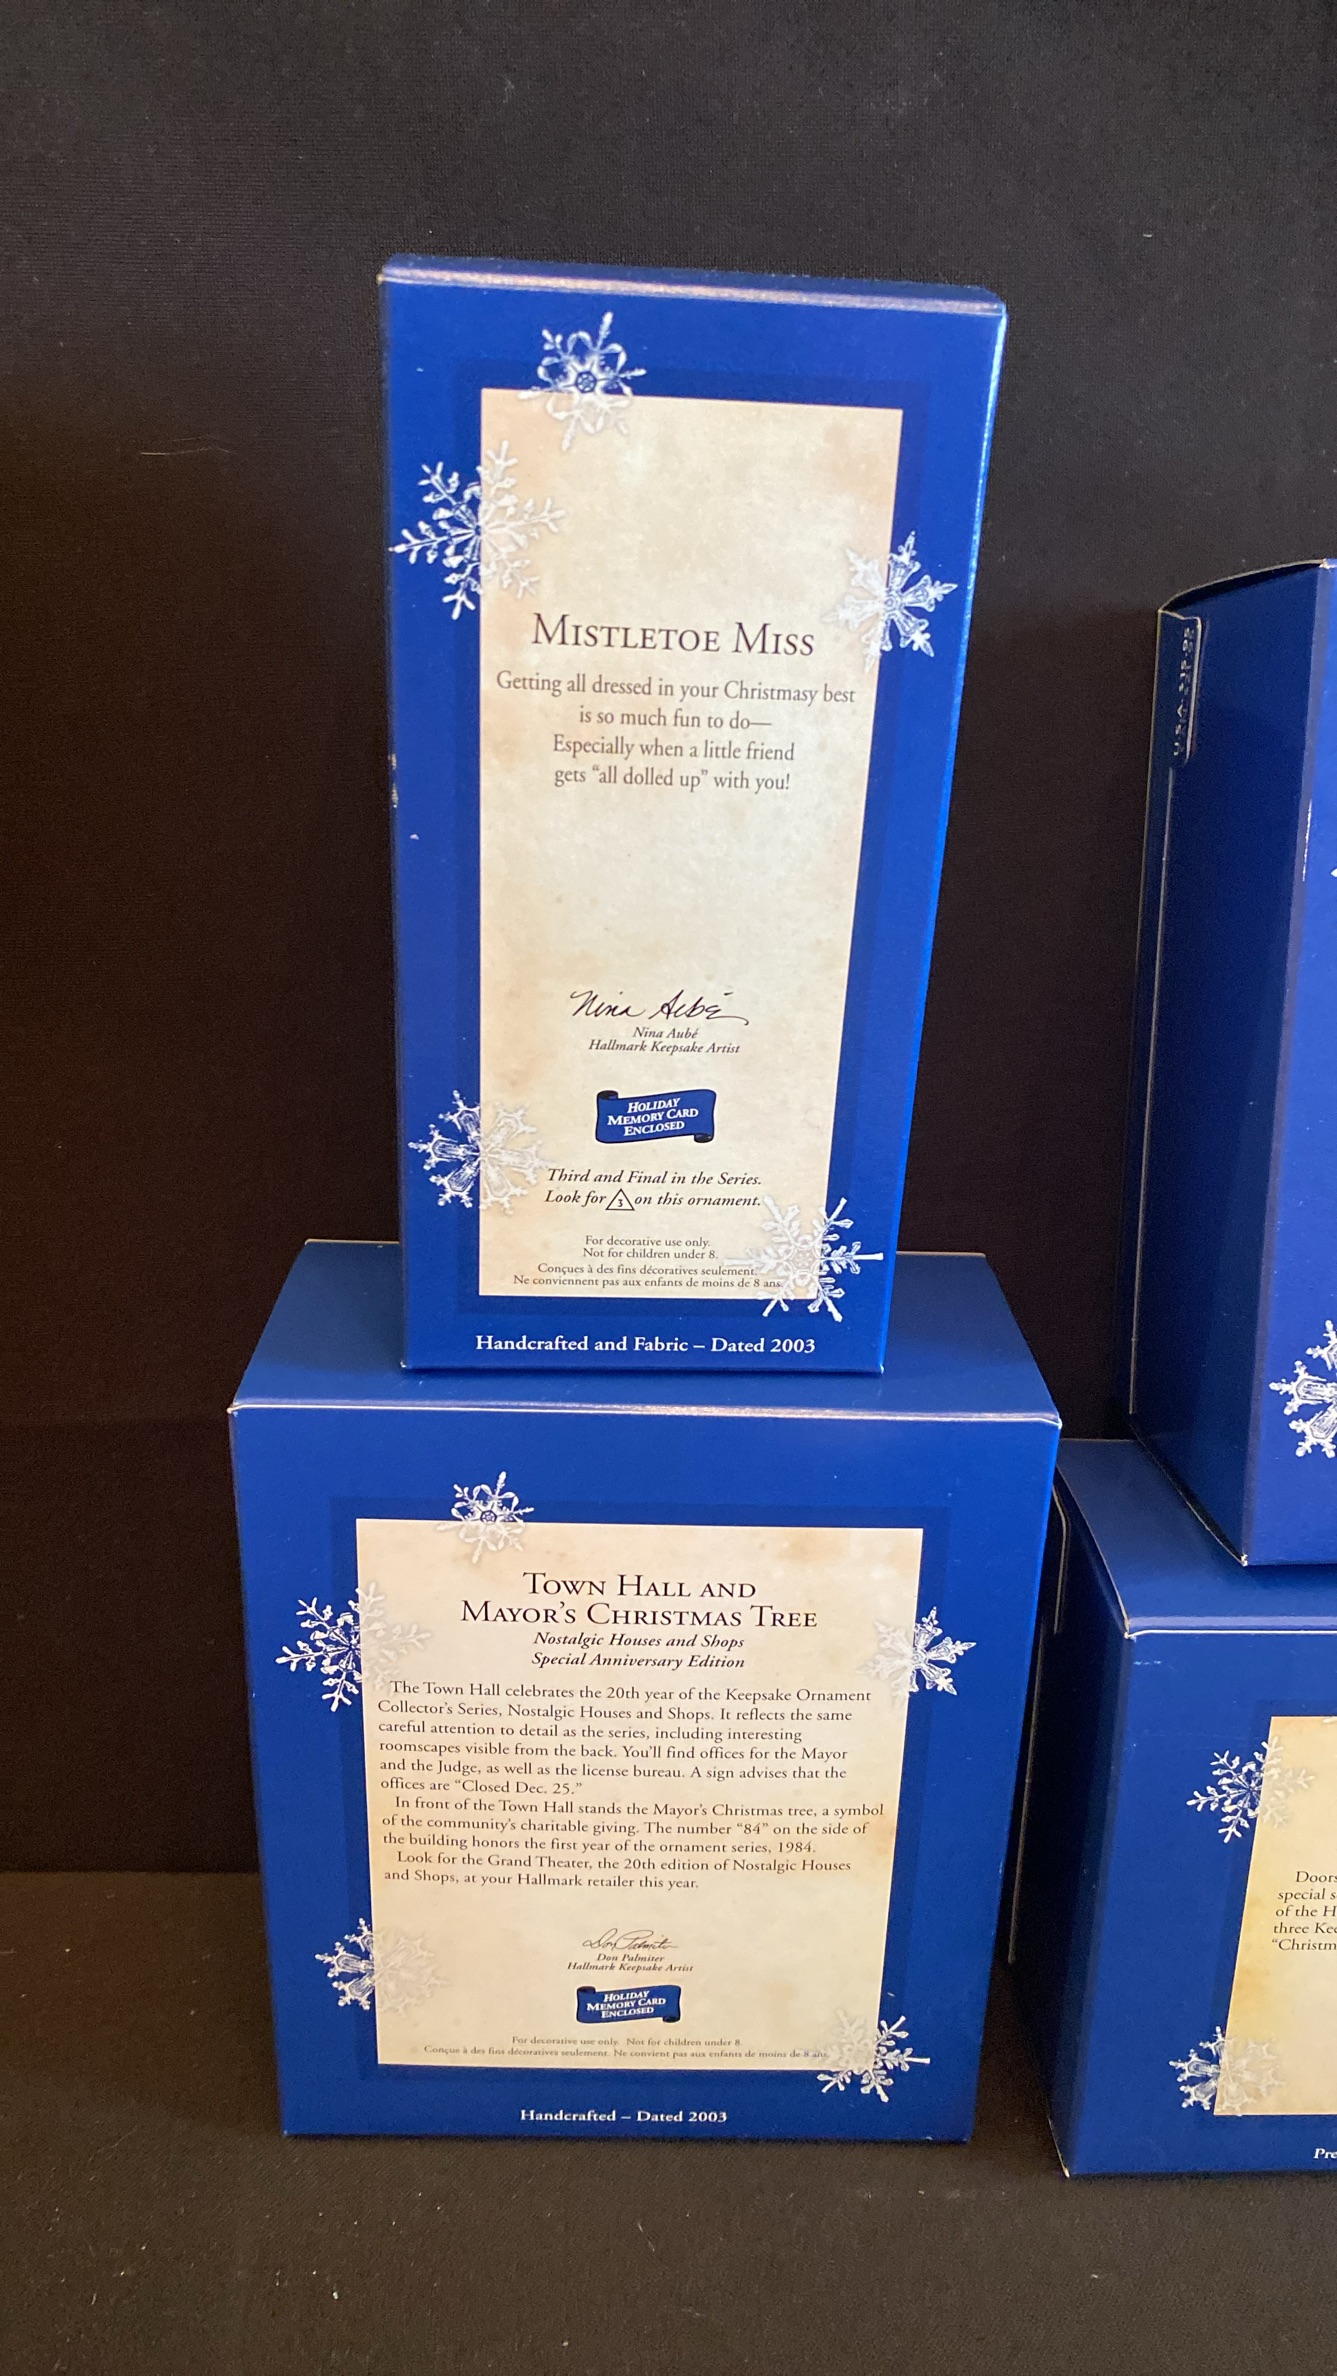 MISTLETOE MISS
Getting all dressed in your Christmasy best
is so much fun to do—
Especially when a little friend
gets “all dolled up” with you!
Nina Aubé
Nina Aubé
Hallmark Keepsake Artist
HOLIDAY
MEMORY CARD
ENCLOSED
Third and Final in the Series.
Look for 3 on this ornament.
For decorative use only.
Not for children under 8.
Conçues à des fins décoratives seulement.
Ne conviennent pas aux enfants de moins de 8 ans.
Handcrafted and Fabric – Dated 2003
TOWN HALL AND
MAYOR’S CHRISTMAS TREE
Nostalgic Houses and Shops
Special Anniversary Edition
The Town Hall celebrates the 20th year of the Keepsake Ornament
Collector’s Series, Nostalgic Houses and Shops. It reflects the same
careful attention to detail as the series, including interesting
roomscapes visible from the back. You’ll find offices for the Mayor
and the Judge, as well as the license bureau. A sign advises that the
offices are “Closed Dec. 25.”
In front of the Town Hall stands the Mayor’s Christmas tree, a symbol
of the community’s charitable giving. The number “84” on the side of
the building honors the first year of the ornament series, 1984.
Look for the Grand Theater, the 20th edition of Nostalgic Houses
and Shops, at your Hallmark retailer this year.
Don Palmiter
Don Palmiter
Hallmark Keepsake Artist
HOLIDAY
MEMORY CARD
ENCLOSED
For decorative use only. Not for children under 8.
Conçue à des fins décoratives seulement. Ne convient pas aux enfants de moins de 8 ans.
Handcrafted – Dated 2003
Doors
special s
of the H
three Kee
“Christm
Pre